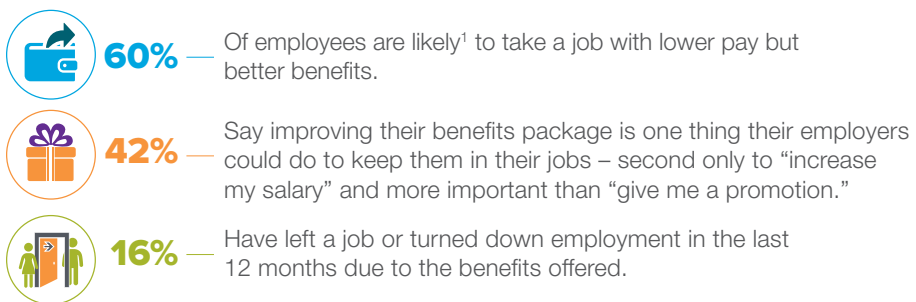 60% — Of employees are likely¹ to take a job with lower pay but
better benefits.
42% — Say improving their benefits package is one thing their employers
could do to keep them in their jobs – second only to “increase
my salary” and more important than “give me a promotion.”
16% — Have left a job or turned down employment in the last
12 months due to the benefits offered.